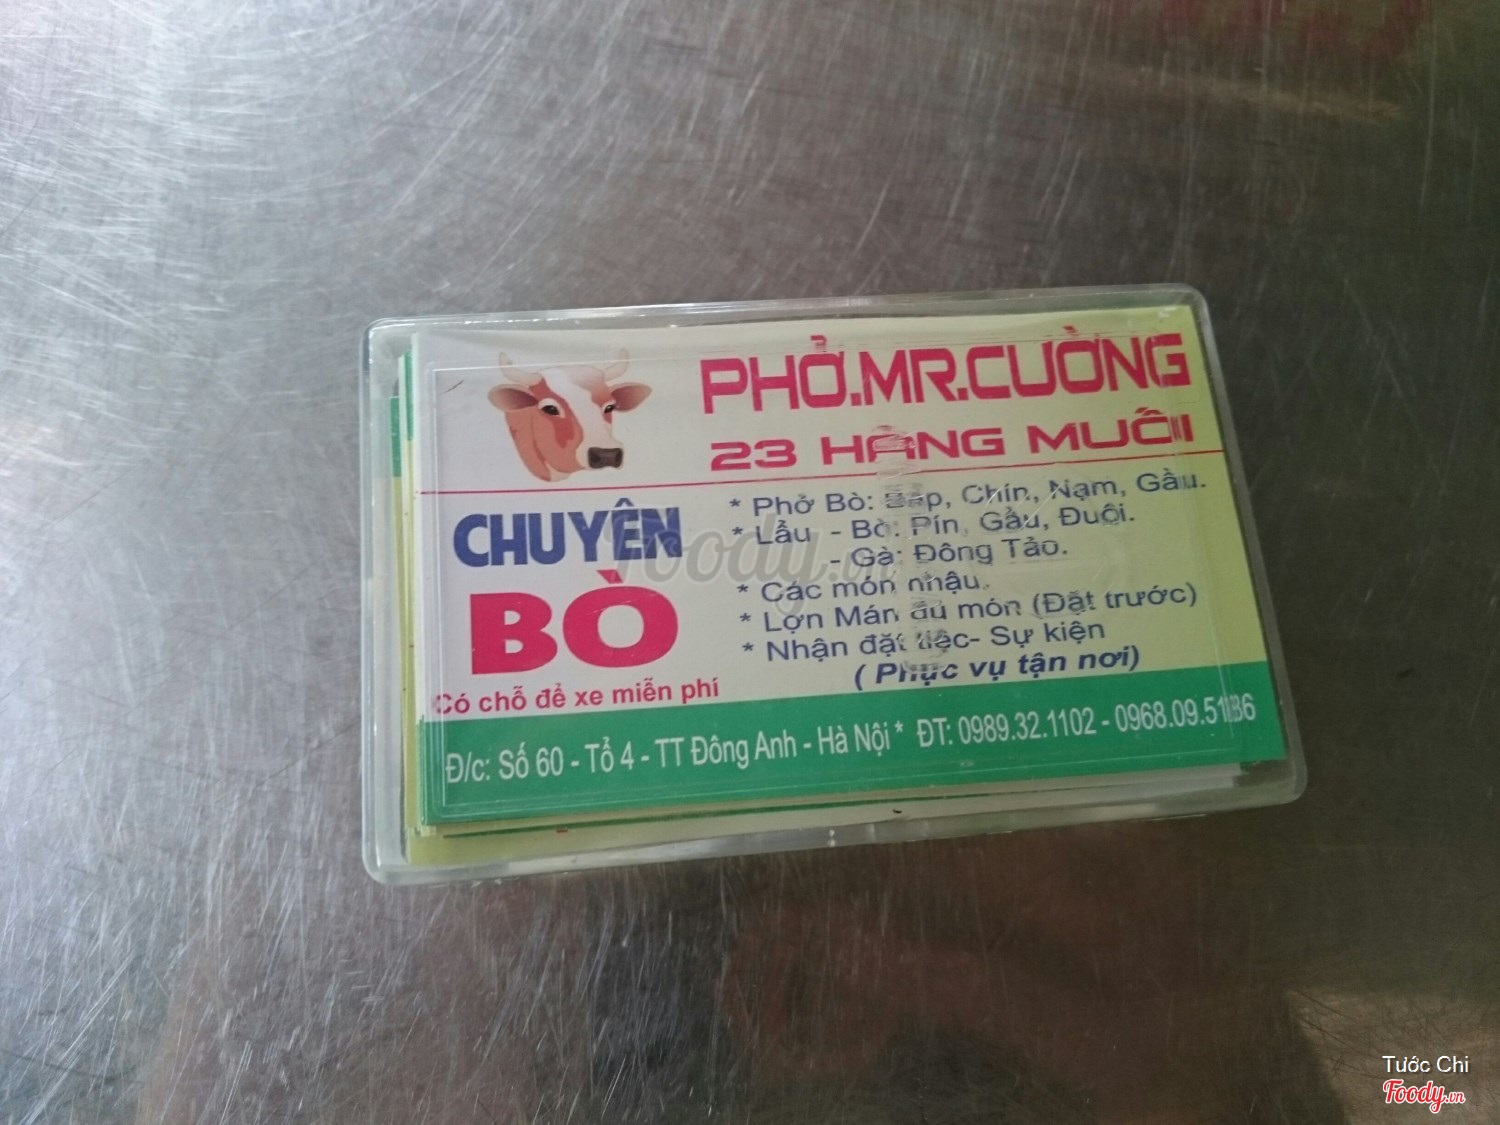 PHỞ.MR.CƯỜNG
23 HÀNG MUỐI
CHUYÊN
BÒ
Có chỗ để xe miễn phí
* Phở Bò: Bắp, Chín, Nạm, Gầu.
* Lẩu - Bò: Pín, Gầu, Đuôi.
- Gà: Đông Tảo.
* Các món nhậu.
* Lợn Mán đủ món (Đặt trước)
* Nhận đặt tiệc- Sự kiện
( Phục vụ tận nơi)
Đ/c: Số 60 - Tổ 4 - TT Đông Anh - Hà Nội * ĐT: 0989.32.1102 -
Foody.vn
Tước Chi
Foody.vn